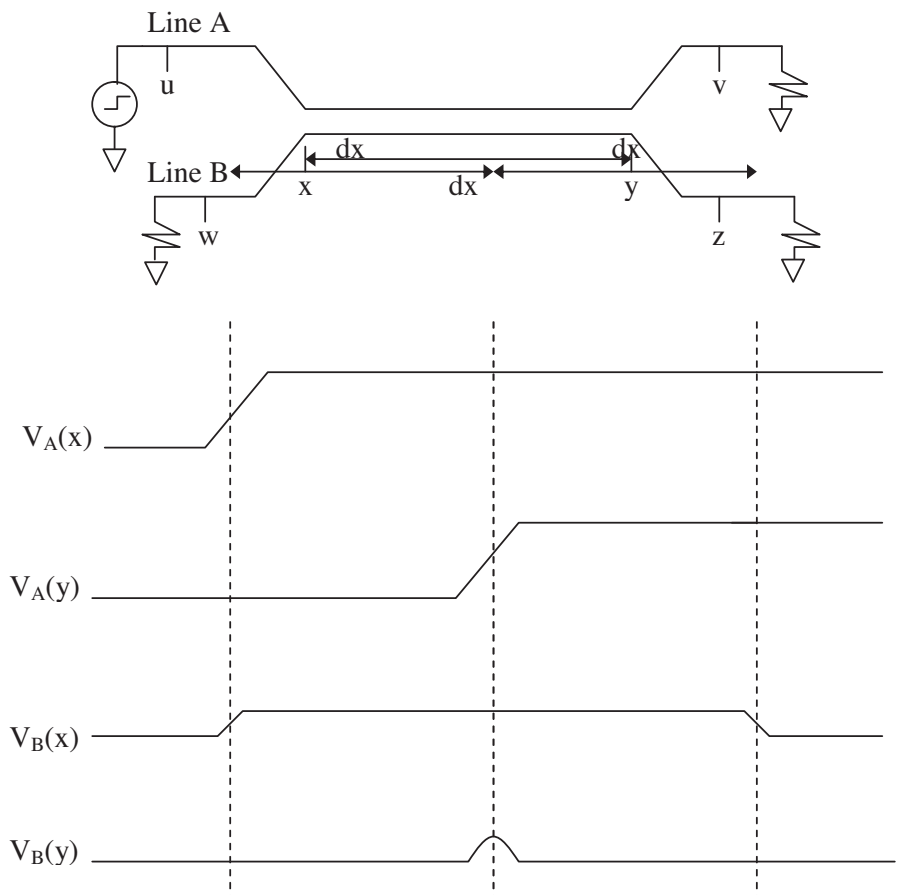 Line A
u
v
dx
dx
Line B
x
dx
y
w
z
V_A(x)
V_A(y)
V_B(x)
V_B(y)